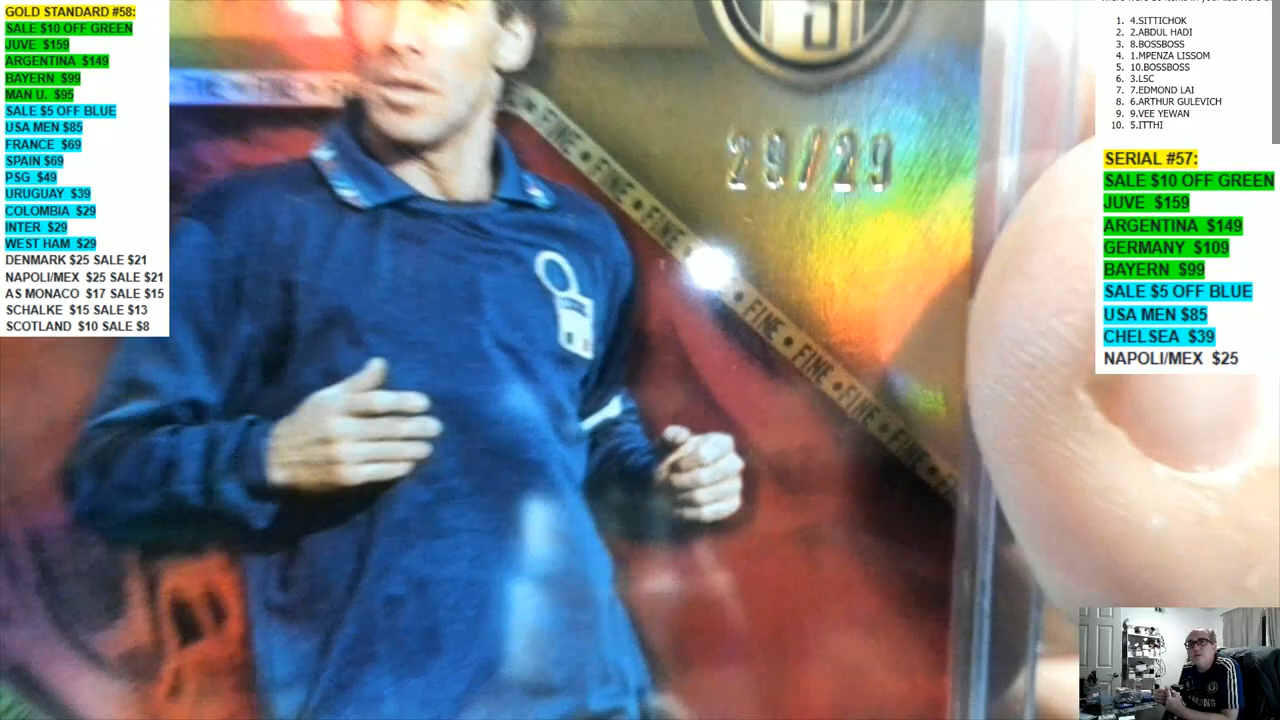 GOLD STANDARD #58:
SALE $10 OFF GREEN
JUVE $159
ARGENTINA $149
BAYERN $99
MAN U. $95
SALE $5 OFF BLUE
USA MEN $85
FRANCE $69
SPAIN $69
PSG $49
URUGUAY $39
COLOMBIA $29
INTER $29
WEST HAM $29
DENMARK $25 SALE $21
NAPOLI/MEX $25 SALE $21
AS MONACO $17 SALE $15
SCHALKE $15 SALE $13
SCOTLAND $10 SALE $8
29/29
FINE • FINE • FINE
FINE • FINE • FINE • FINE
1. 4.SITTICHOK
2. 2.ABDUL HADI
3. 8.BOSSBOSS
4. 1.MPENZA LISSOM
5. 10.BOSSBOSS
6. 3.LSC
7. 7.EDMOND LAI
8. 6.ARTHUR GULEVICH
9. 9.VEE YEWAN
10. 5.ITTHI
SERIAL #57:
SALE $10 OFF GREEN
JUVE $159
ARGENTINA $149
GERMANY $109
BAYERN $99
SALE $5 OFF BLUE
USA MEN $85
CHELSEA $39
NAPOLI/MEX $25